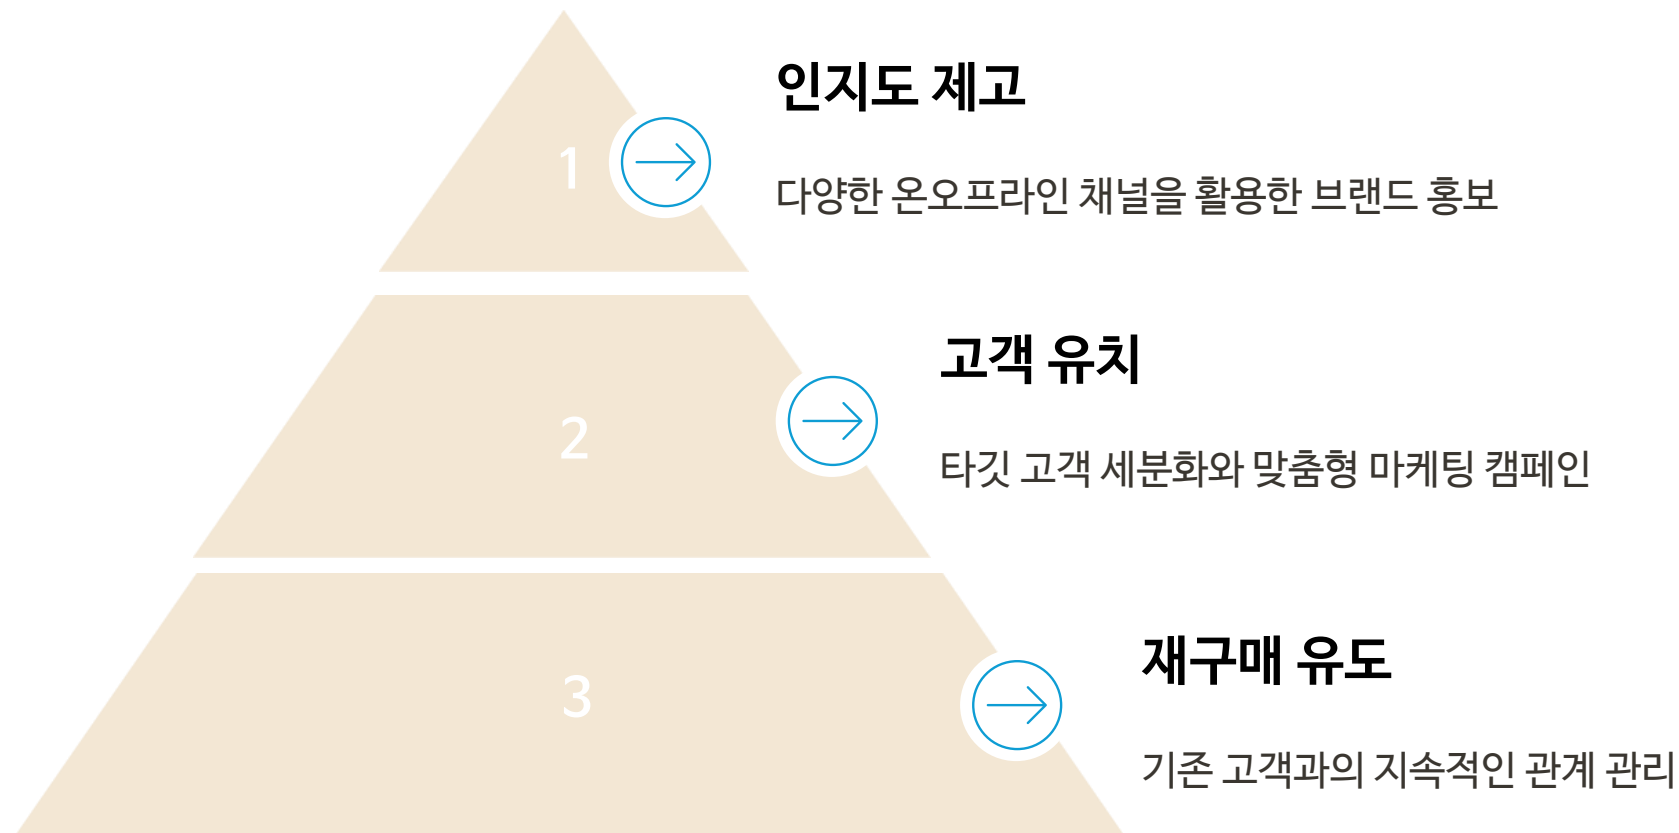 1
인지도 제고
다양한 온오프라인 채널을 활용한 브랜드 홍보
2
고객 유치
타깃 고객 세분화와 맞춤형 마케팅 캠페인
3
재구매 유도
기존 고객과의 지속적인 관계 관리